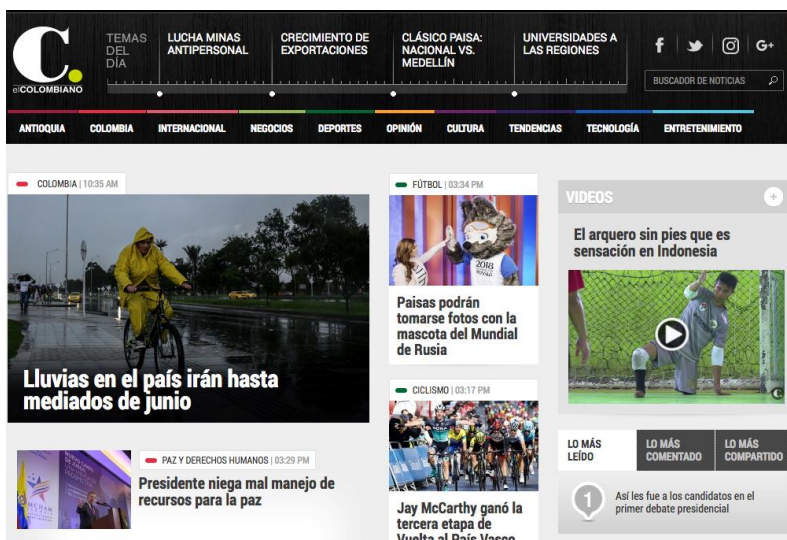 elCOLOMBIANO
TEMAS
DEL
DÍA
LUCHA MINAS
ANTIPERSONAL
CRECIMIENTO DE
EXPORTACIONES
CLÁSICO PAISA:
NACIONAL VS.
MEDELLÍN
UNIVERSIDADES A
LAS REGIONES
G+
BUSCADOR DE NOTICIAS
ANTIOQUIA COLOMBIA INTERNACIONAL NEGOCIOS DEPORTES OPINIÓN CULTURA TENDENCIAS TECNOLOGÍA ENTRETENIMIENTO
COLOMBIA | 10:35 AM
Lluvias en el país irán hasta
mediados de junio
PAZ Y DERECHOS HUMANOS | 03:29 PM
Presidente niega mal manejo de
recursos para la paz
FÚTBOL | 03:34 PM
2018
Paisas podrán
tomarse fotos con la
mascota del Mundial
de Rusia
CICLISMO | 03:17 PM
Jay McCarthy ganó la
tercera etapa de
Vuelta al País Vasco
VIDEOS
El arquero sin pies que es
sensación en Indonesia
LO MÁS
LEÍDO
LO MÁS
COMENTADO
LO MÁS
COMPARTIDO
1
Así les fue a los candidatos en el
primer debate presidencial